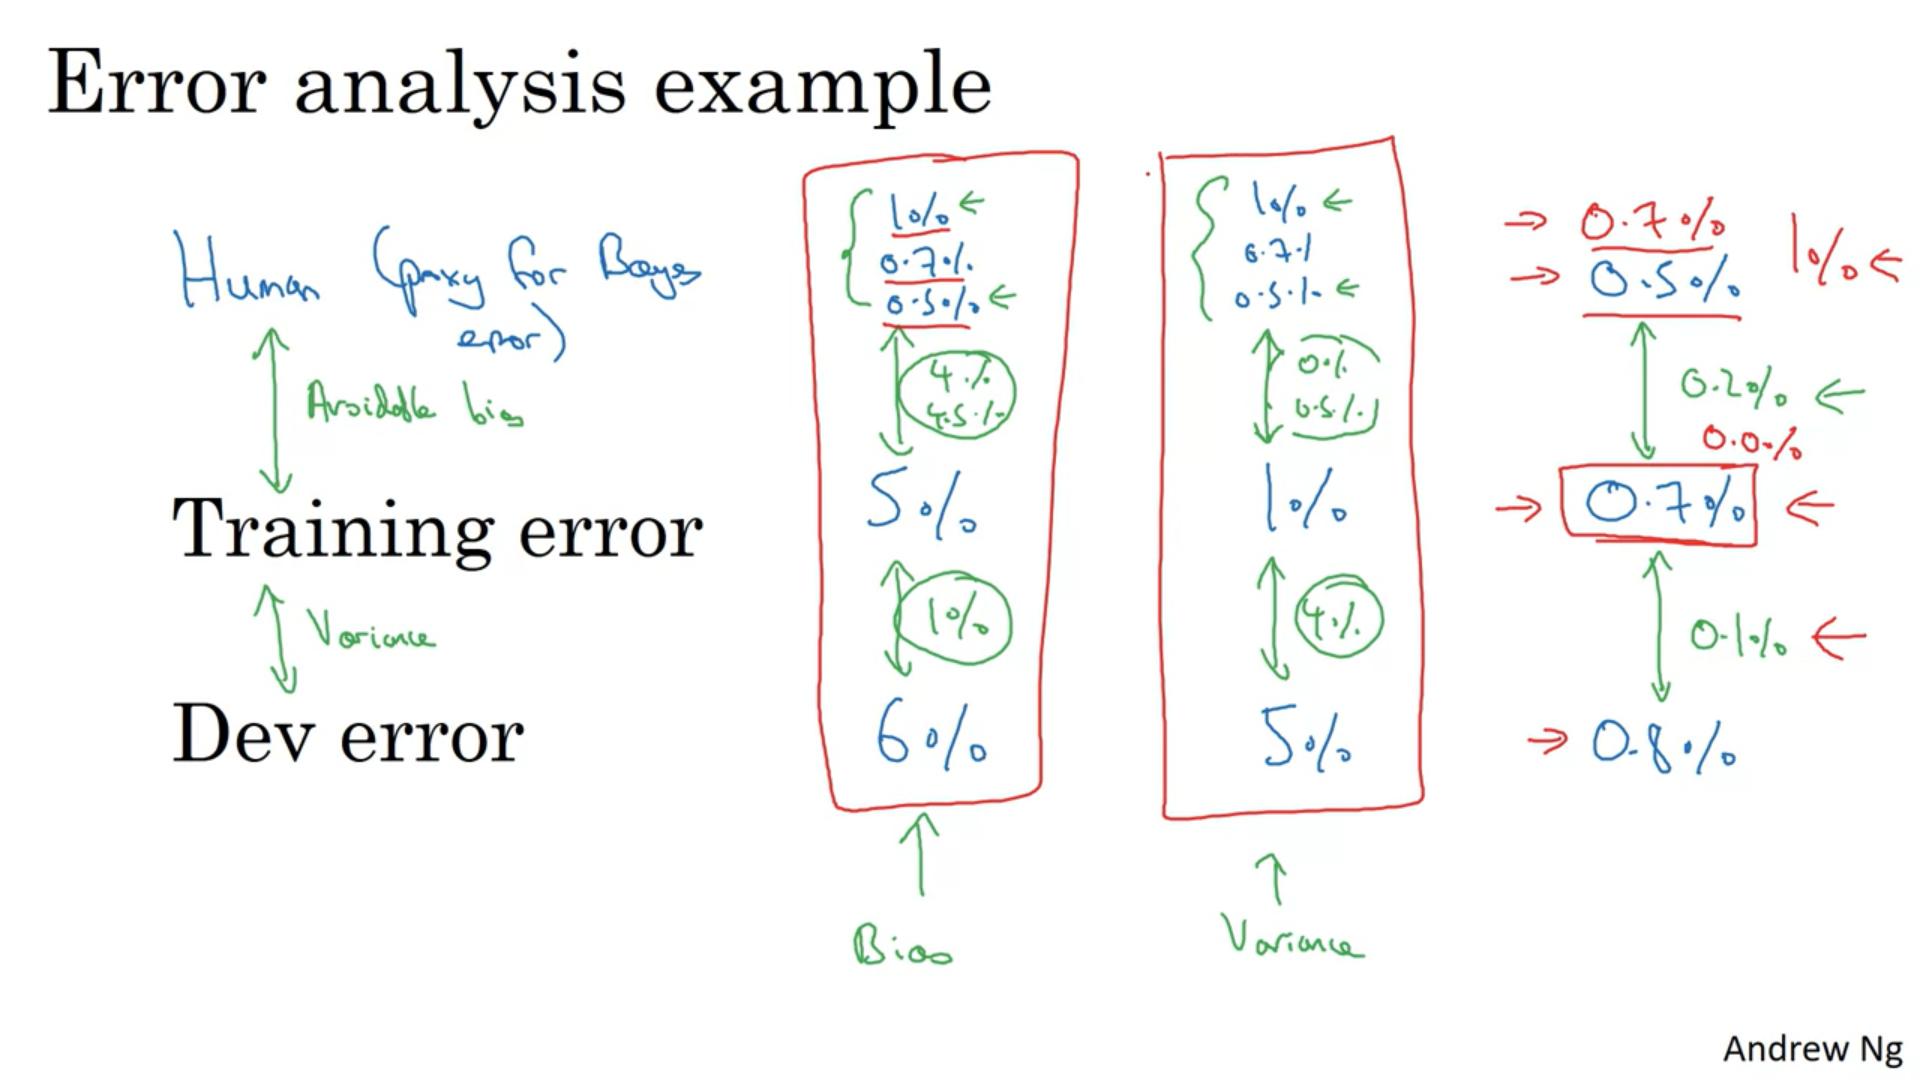 Error analysis example
Human (proxy for Bayes
error)
Avoidable bias
Training error
Variance
Dev error
1%
0.7%
0.5%
4%
4.5%
5%
1%
6%
Bias
1%
0.7%
0.5%
0%
0.5%
1%
4%
5%
Variance
0.7%
1%
0.5%
0.2%
0.0%
0.7%
0.1%
0.8%
Andrew Ng